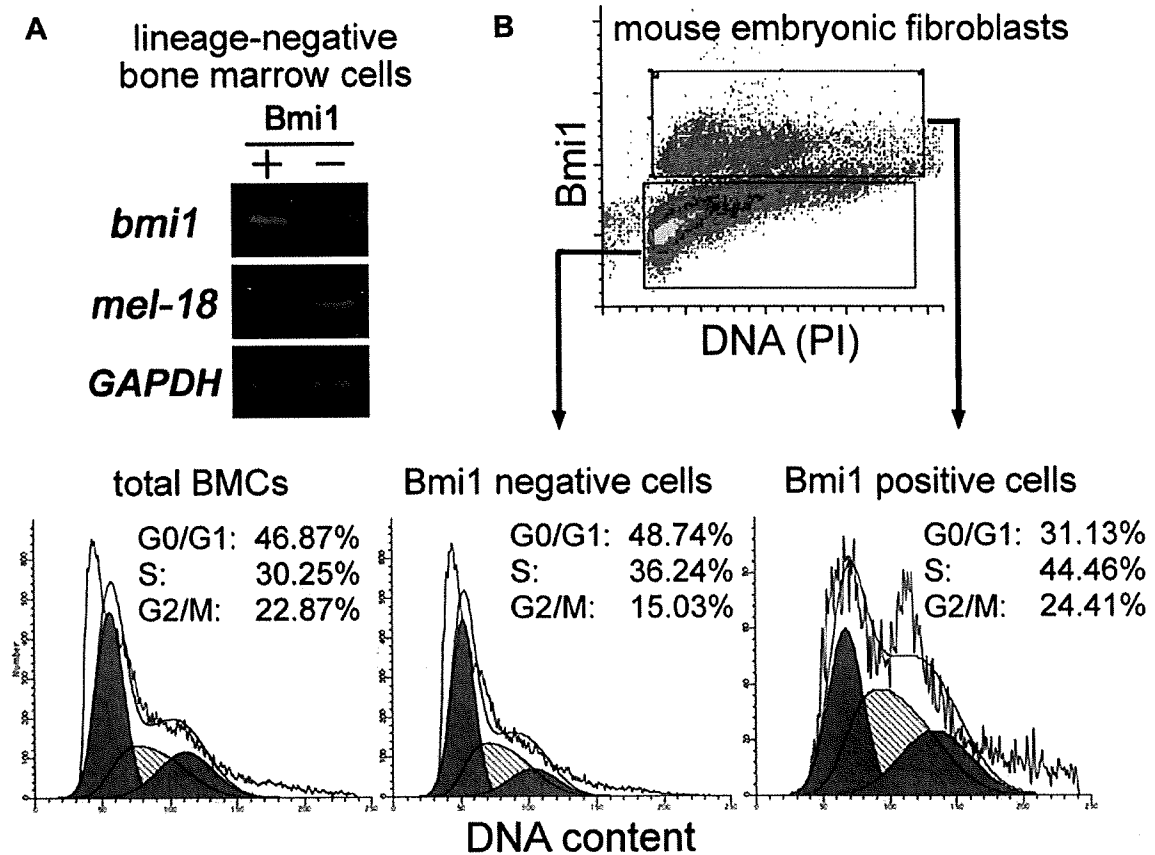 A
lineage-negative
bone marrow cells
Bmi1
+ −
bmi1
mel-18
GAPDH
B
mouse embryonic fibroblasts
Bmi1
DNA (PI)
total BMCs
G0/G1: 46.87%
S: 30.25%
G2/M: 22.87%
Bmi1 negative cells
G0/G1: 48.74%
S: 36.24%
G2/M: 15.03%
Bmi1 positive cells
G0/G1: 31.13%
S: 44.46%
G2/M: 24.41%
Number
DNA content